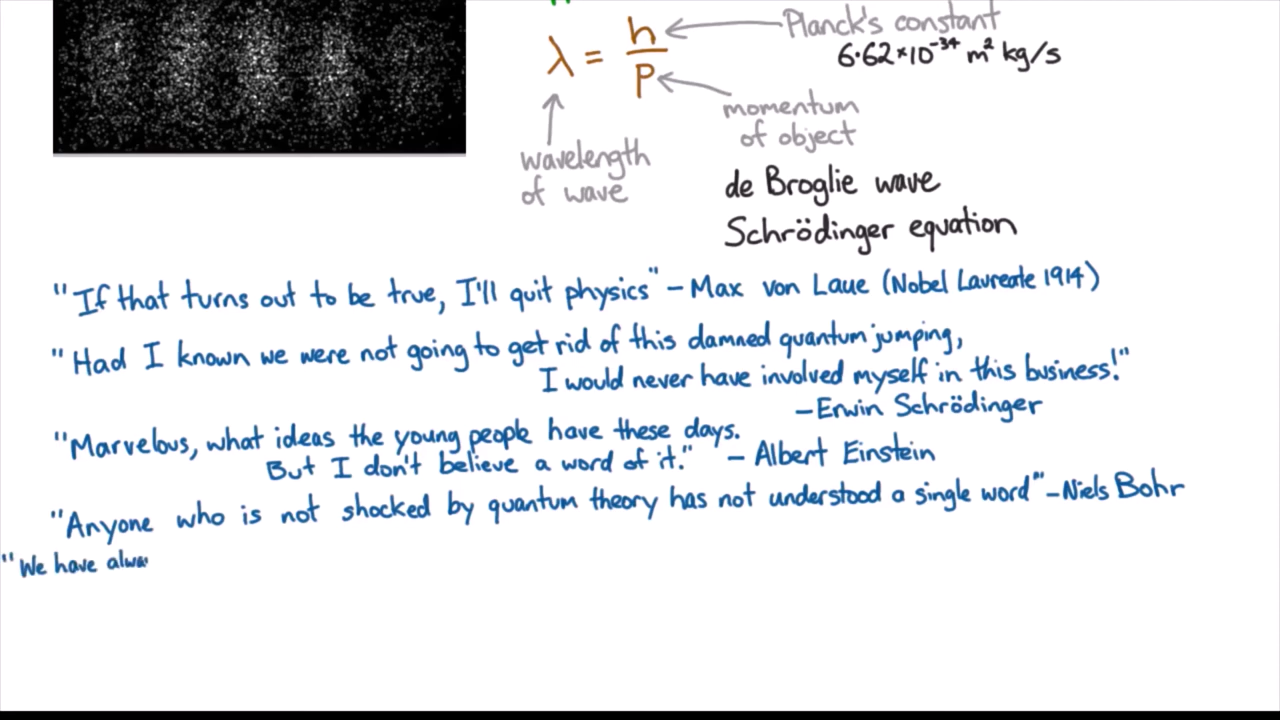 λ = h/P
Planck's constant
6.62×10⁻³⁴ m² kg/s
momentum
of object
wavelength
of wave
de Broglie wave
Schrödinger equation
"If that turns out to be true, I'll quit physics" – Max von Laue (Nobel Laureate 1914)
"Had I known we were not going to get rid of this damned quantum jumping,
I would never have involved myself in this business!"
– Erwin Schrödinger
"Marvelous, what ideas the young people have these days.
But I don't believe a word of it." – Albert Einstein
"Anyone who is not shocked by quantum theory has not understood a single word" – Niels Bohr
"We have